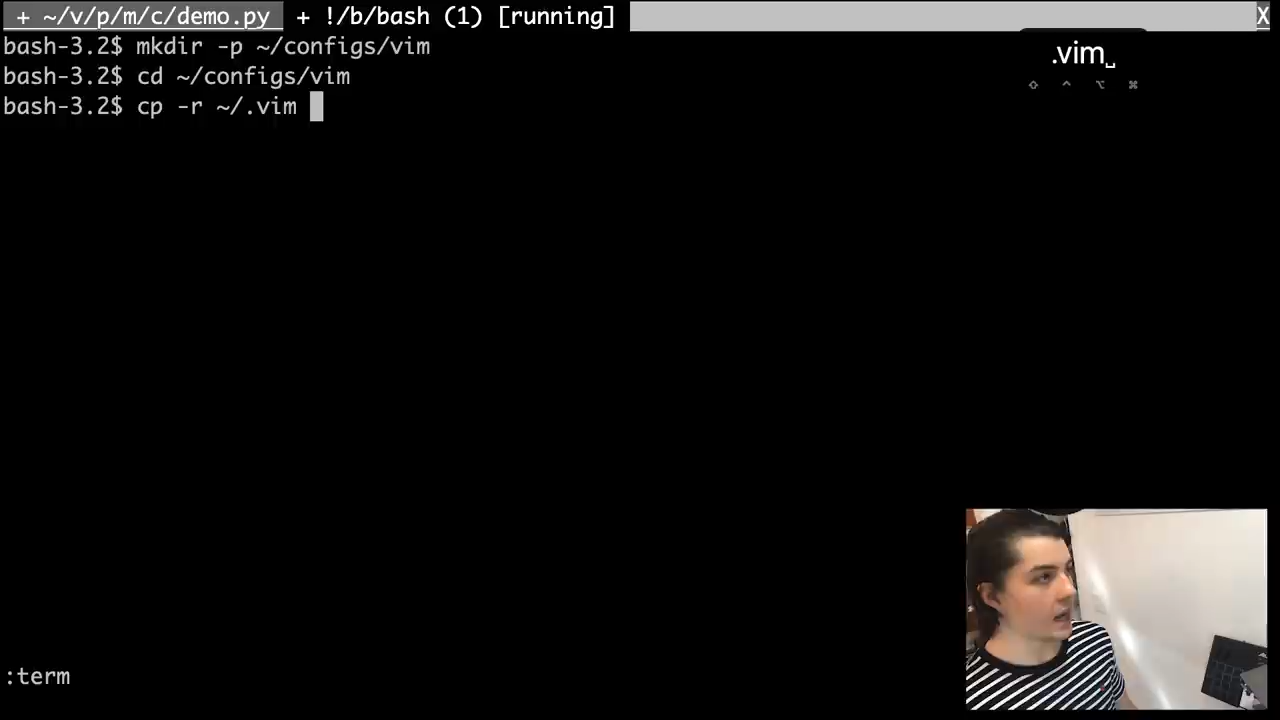 + ~/v/p/m/c/demo.py + !/b/bash (1) [running] X
bash-3.2$ mkdir -p ~/configs/vim
.vim␣
bash-3.2$ cd ~/configs/vim
⇧ ^ ⌥ ⌘
bash-3.2$ cp -r ~/.vim
:term